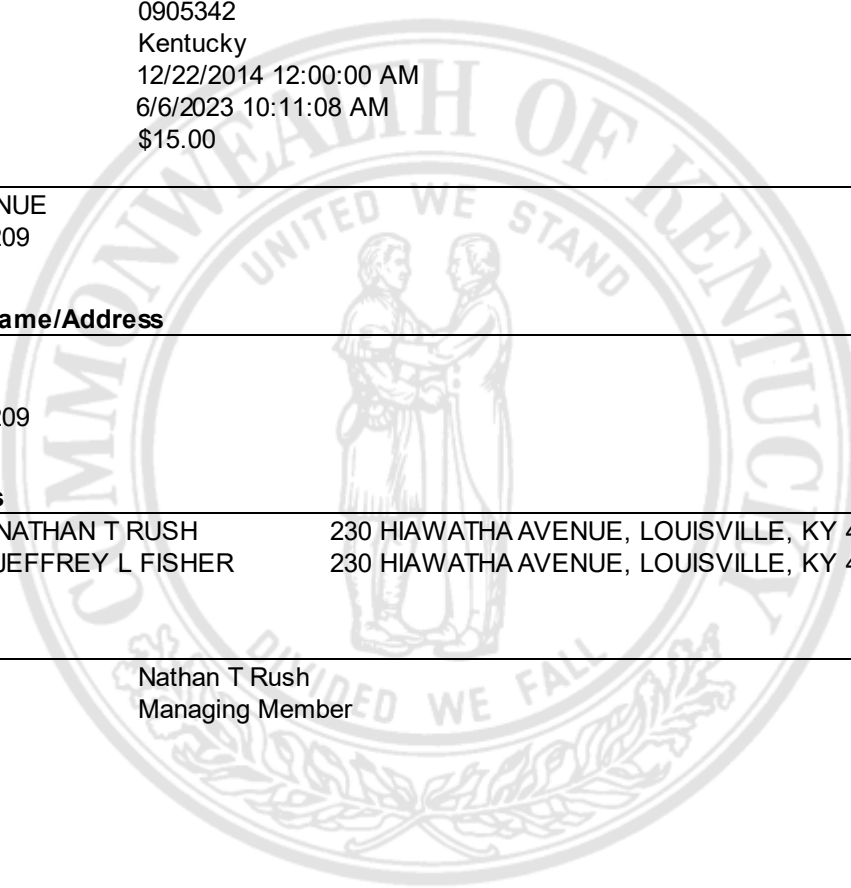 0905342
Kentucky
12/22/2014 12:00:00 AM
6/6/2023 10:11:08 AM
$15.00
NUE
209
ame/Address
209
s
NATHAN T RUSH 230 HIAWATHA AVENUE, LOUISVILLE, KY 4
JEFFREY L FISHER 230 HIAWATHA AVENUE, LOUISVILLE, KY 4
Nathan T Rush
Managing Member
COMMONWEALTH OF KENTUCKY
UNITED WE STAND
DIVIDED WE FALL